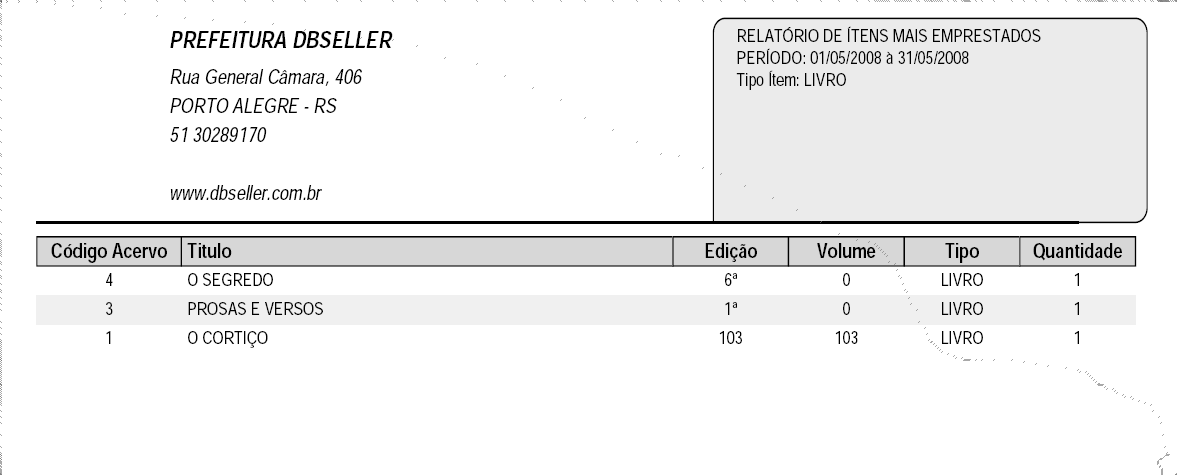 PREFEITURA DBSELLER
Rua General Câmara, 406
PORTO ALEGRE - RS
51 30289170
www.dbseller.com.br
RELATÓRIO DE ÍTENS MAIS EMPRESTADOS
PERÍODO: 01/05/2008 à 31/05/2008
Tipo Ítem: LIVRO
Código Acervo Titulo Edição Volume Tipo Quantidade
4 O SEGREDO 6ª 0 LIVRO 1
3 PROSAS E VERSOS 1ª 0 LIVRO 1
1 O CORTIÇO 103 103 LIVRO 1